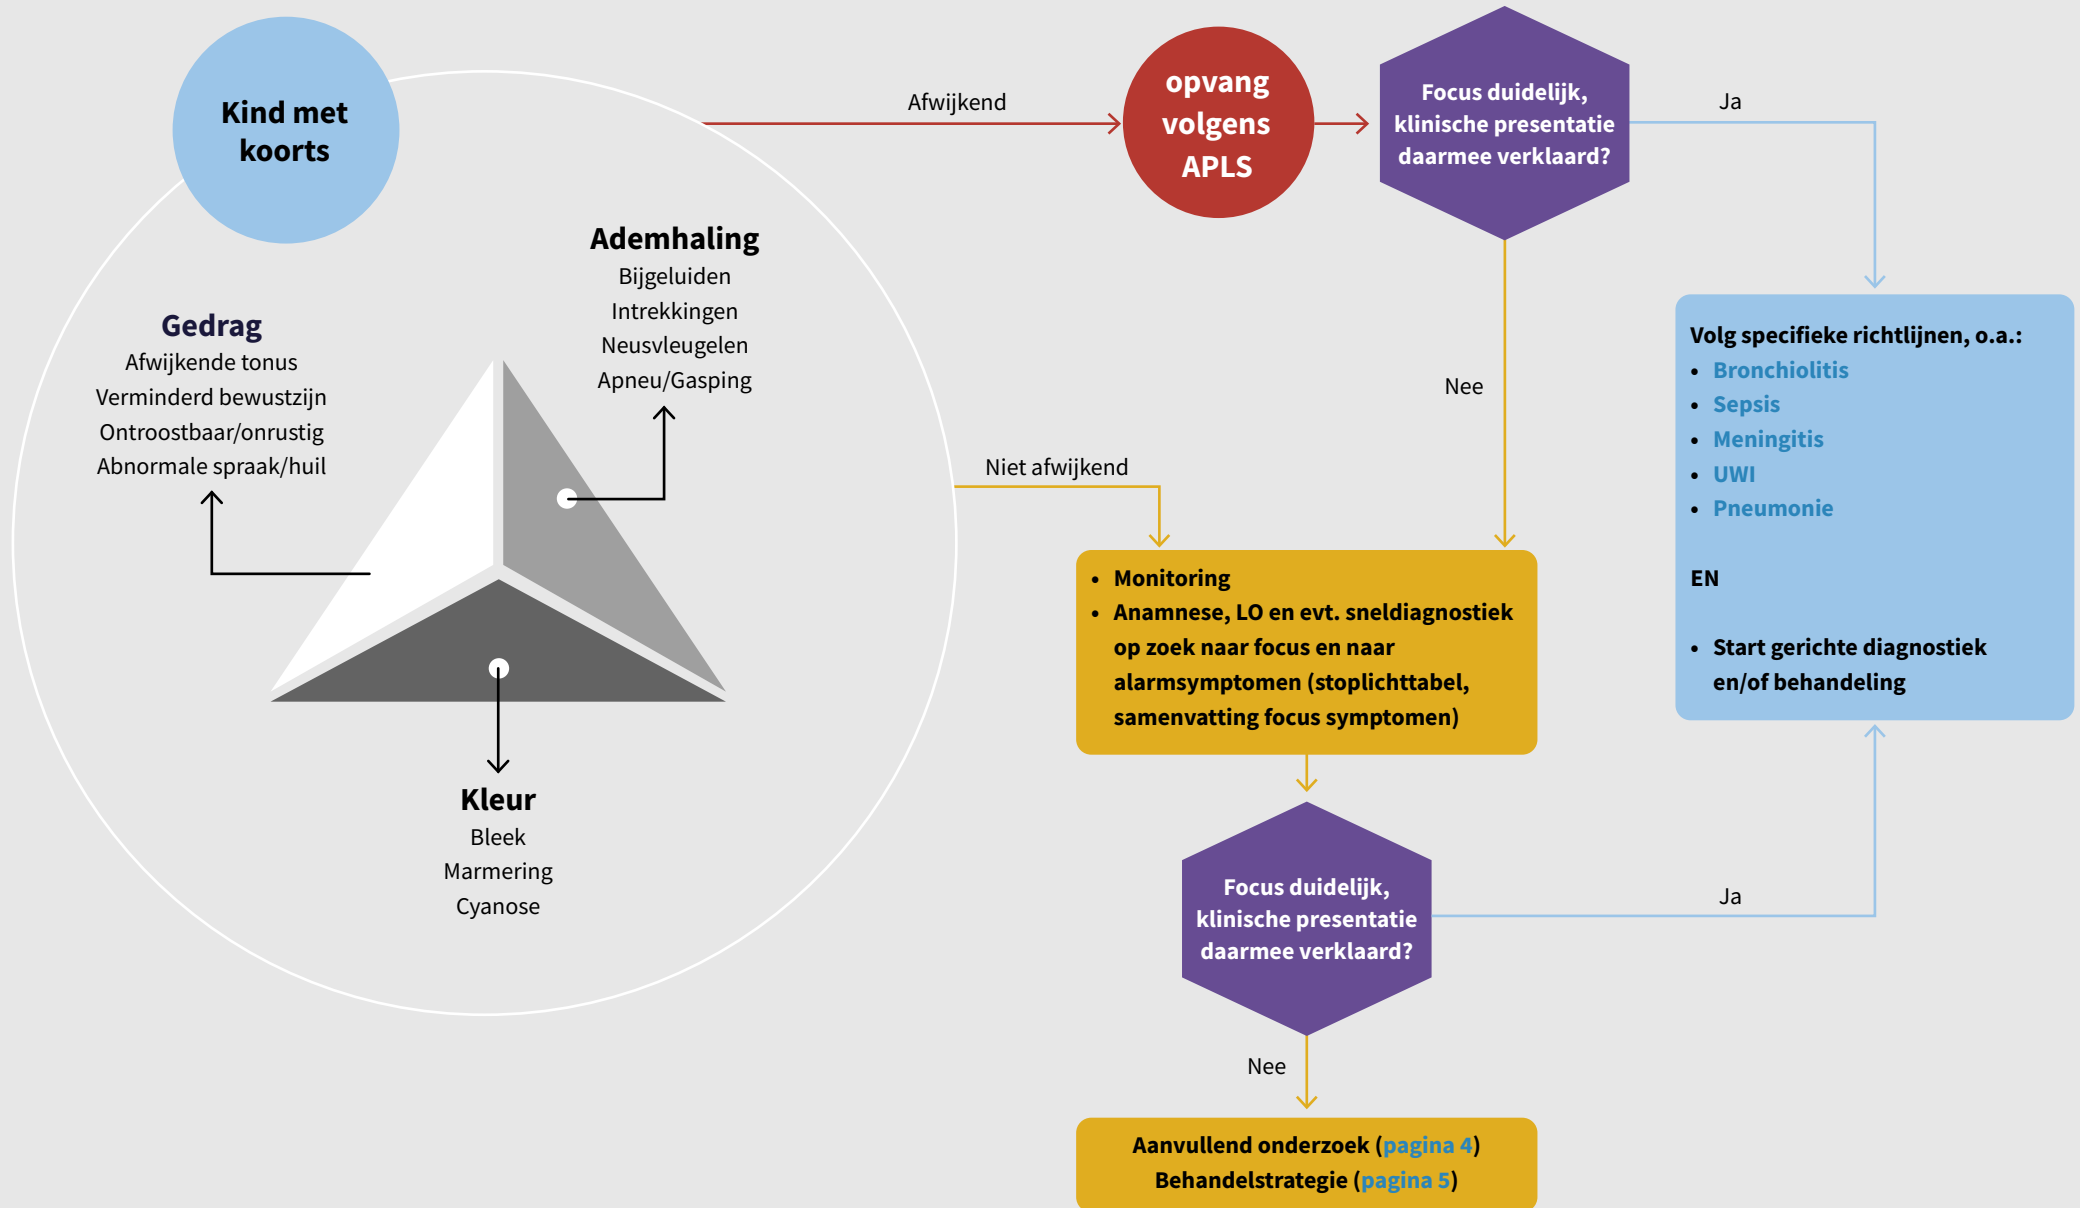 Kind met
koorts
Ademhaling
Bijgeluiden
Intrekkingen
Neusvleugelen
Apneu/Gasping
Gedrag
Afwijkende tonus
Verminderd bewustzijn
Ontroostbaar/onrustig
Abnormale spraak/huil
Kleur
Bleek
Marmering
Cyanose
Afwijkend
opvang
volgens
APLS
Focus duidelijk,
klinische presentatie
daarmee verklaard?
Ja
Nee
Niet afwijkend
Volg specifieke richtlijnen, o.a.:
• Bronchiolitis
• Sepsis
• Meningitis
• UWI
• Pneumonie
EN
• Start gerichte diagnostiek
en/of behandeling
• Monitoring
• Anamnese, LO en evt. sneldiagnostiek
op zoek naar focus en naar
alarmsymptomen (stoplichttabel,
samenvatting focus symptomen)
Focus duidelijk,
klinische presentatie
daarmee verklaard?
Ja
Nee
Aanvullend onderzoek (pagina 4)
Behandelstrategie (pagina 5)